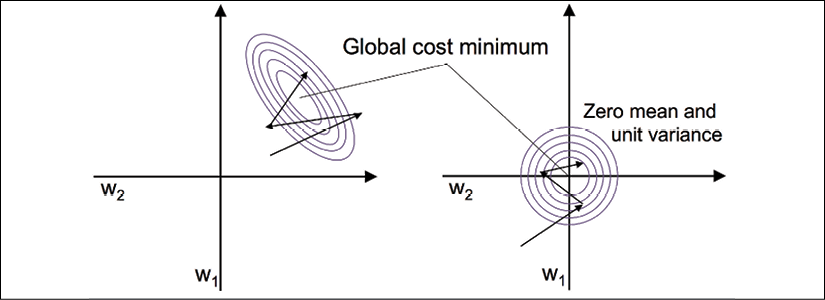 Global cost minimum
Zero mean and
unit variance
w2
w1
w2
w1